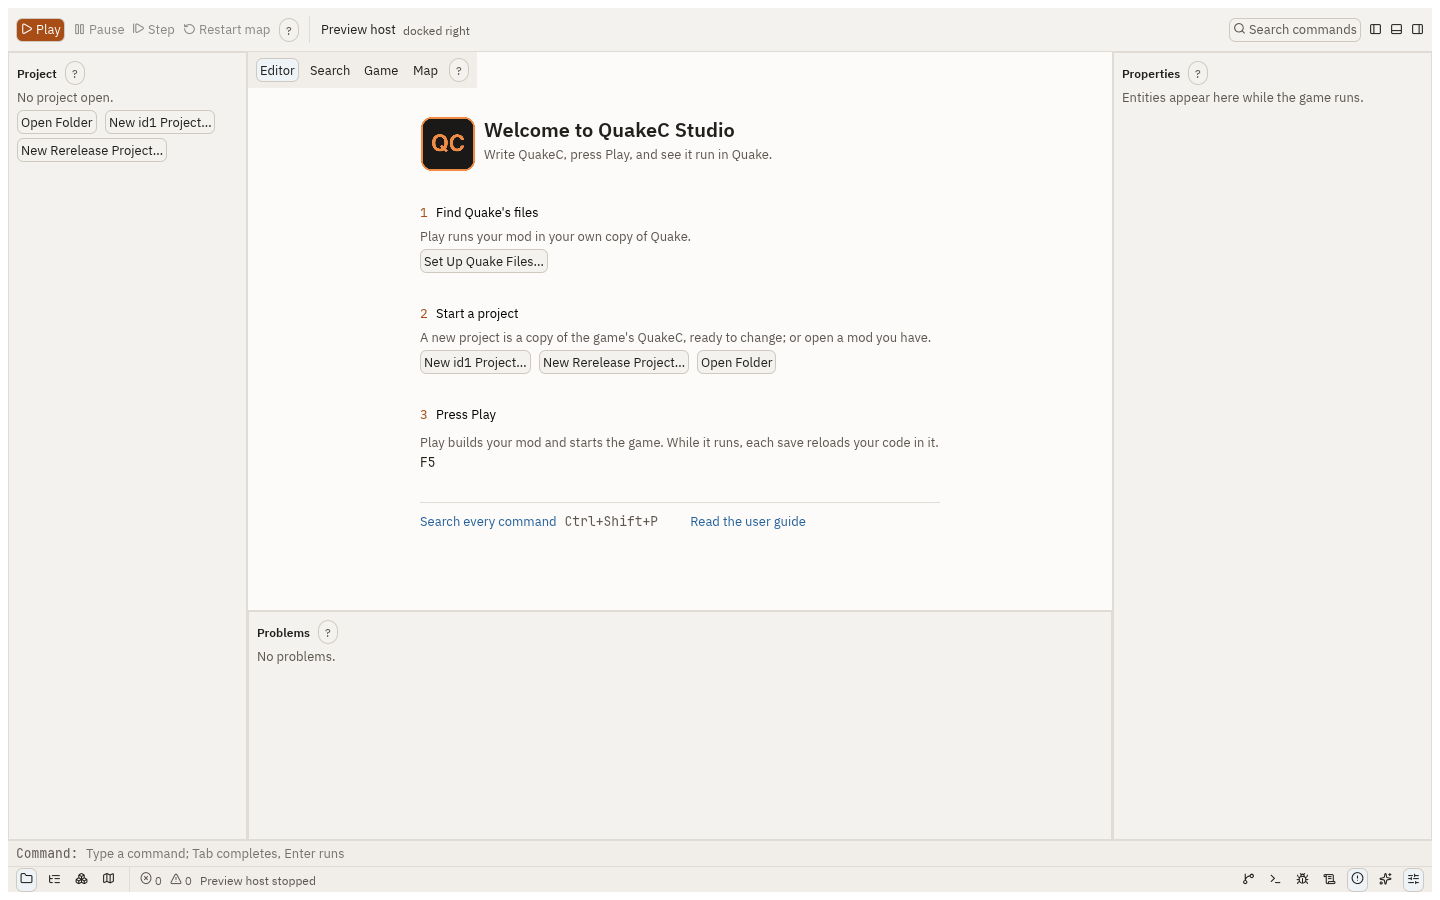 Play Pause Step Restart map ? Preview host docked right Search commands
Project ?
No project open.
Open Folder New id1 Project...
New Rerelease Project...
Editor Search Game Map ?
QC
Welcome to QuakeC Studio
Write QuakeC, press Play, and see it run in Quake.
1 Find Quake's files
Play runs your mod in your own copy of Quake.
Set Up Quake Files...
2 Start a project
A new project is a copy of the game's QuakeC, ready to change; or open a mod you have.
New id1 Project... New Rerelease Project... Open Folder
3 Press Play
Play builds your mod and starts the game. While it runs, each save reloads your code in it.
F5
Search every command Ctrl+Shift+P Read the user guide
Problems ?
No problems.
Properties ?
Entities appear here while the game runs.
Command: Type a command; Tab completes, Enter runs
0 0 Preview host stopped